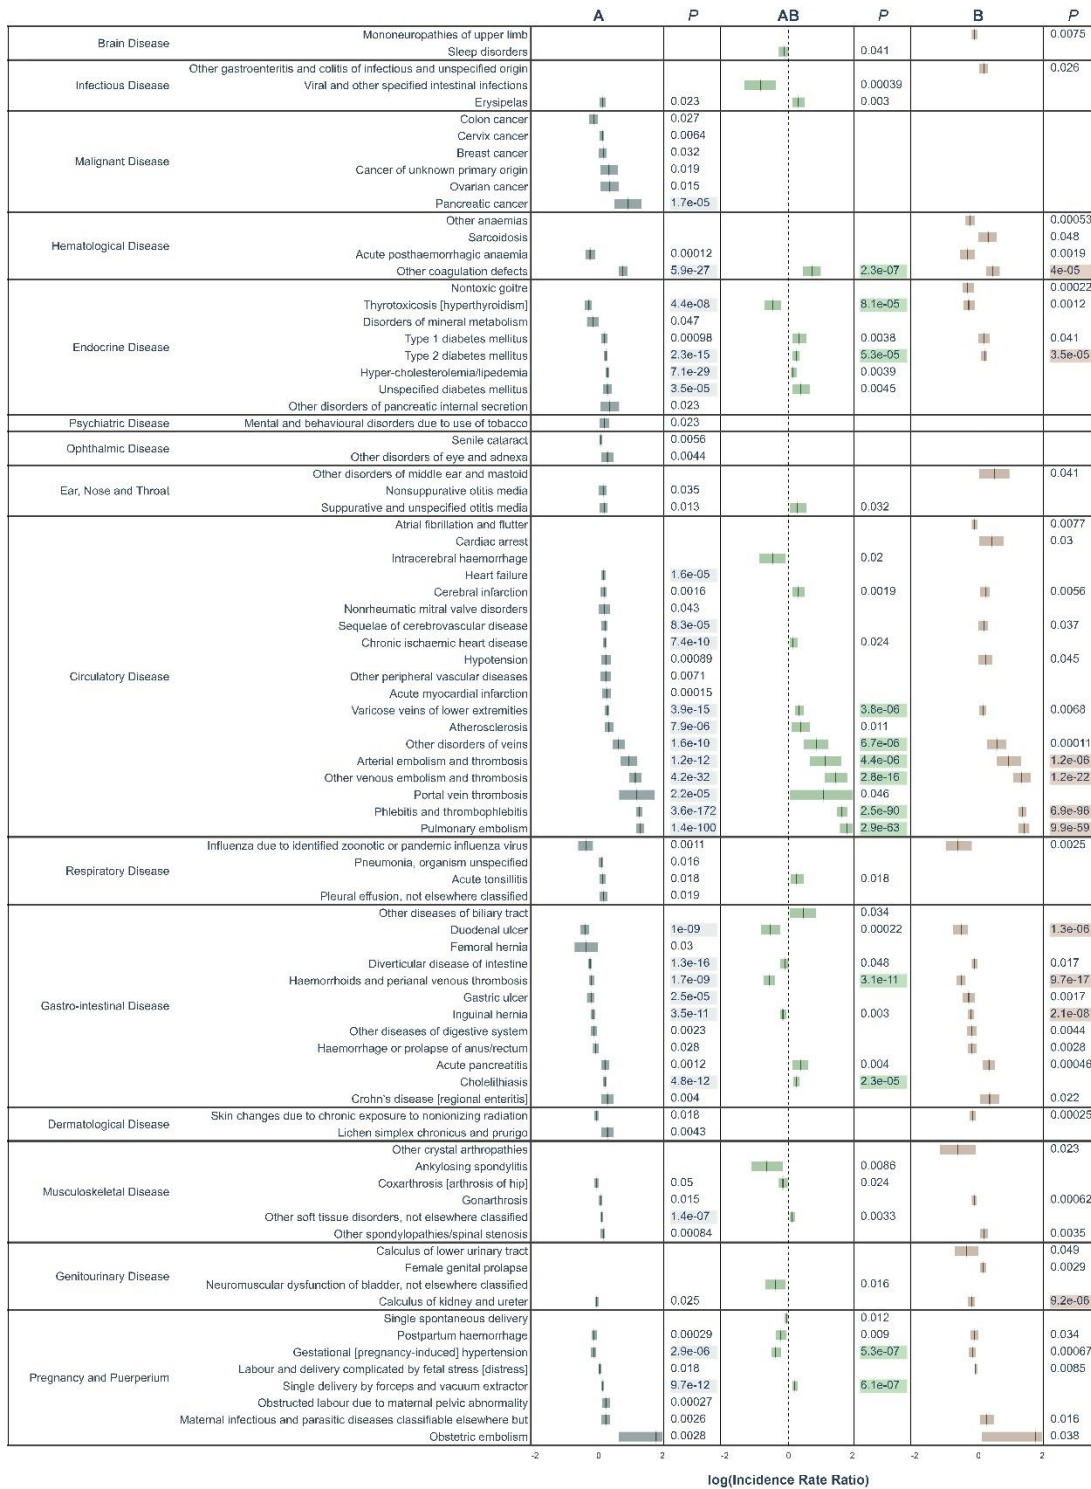 A P AB P B P
Brain Disease
Mononeuropathies of upper limb 0.0075
Sleep disorders 0.041
Infectious Disease
Other gastroenteritis and colitis of infectious and unspecified origin 0.026
Viral and other specified intestinal infections 0.00039
Erysipelas 0.023 0.003
Malignant Disease
Colon cancer 0.027
Cervix cancer 0.0064
Breast cancer 0.032
Cancer of unknown primary origin 0.019
Ovarian cancer 0.015
Pancreatic cancer 1.7e-05
Hematological Disease
Other anaemias 0.00053
Sarcoidosis 0.048
Acute posthaemorrhagic anaemia 0.00012 0.0019
Other coagulation defects 5.9e-27 2.3e-07 4e-05
Endocrine Disease
Nontoxic goitre 0.00022
Thyrotoxicosis [hyperthyroidism] 4.4e-08 8.1e-05 0.0012
Disorders of mineral metabolism 0.047
Type 1 diabetes mellitus 0.00098 0.0038 0.041
Type 2 diabetes mellitus 2.3e-15 5.3e-05 3.5e-05
Hyper-cholesterolemia/lipedemia 7.1e-29 0.0039
Unspecified diabetes mellitus 3.5e-05 0.0045
Other disorders of pancreatic internal secretion 0.023
Psychiatric Disease
Mental and behavioural disorders due to use of tobacco 0.023
Ophthalmic Disease
Senile cataract 0.0056
Other disorders of eye and adnexa 0.0044
Ear, Nose and Throat
Other disorders of middle ear and mastoid 0.041
Nonsuppurative otitis media 0.035
Suppurative and unspecified otitis media 0.013 0.032
Circulatory Disease
Atrial fibrillation and flutter 0.0077
Cardiac arrest 0.03
Intracerebral haemorrhage 0.02
Heart failure 1.6e-05
Cerebral infarction 0.0016 0.0019 0.0056
Nonrheumatic mitral valve disorders 0.043
Sequelae of cerebrovascular disease 8.3e-05 0.037
Chronic ischaemic heart disease 7.4e-10 0.024
Hypotension 0.00089 0.045
Other peripheral vascular diseases 0.0071
Acute myocardial infarction 0.00015
Varicose veins of lower extremities 3.9e-15 3.8e-06 0.0068
Atherosclerosis 7.9e-06 0.011
Other disorders of veins 1.6e-10 6.7e-06 0.00011
Arterial embolism and thrombosis 1.2e-12 4.4e-06 1.2e-06
Other venous embolism and thrombosis 4.2e-32 2.8e-16 1.2e-22
Portal vein thrombosis 2.2e-05 0.046
Phlebitis and thrombophlebitis 3.6e-172 2.5e-90 6.9e-96
Pulmonary embolism 1.4e-100 2.9e-63 9.9e-59
Respiratory Disease
Influenza due to identified zoonotic or pandemic influenza virus 0.0011 0.0025
Pneumonia, organism unspecified 0.016
Acute tonsillitis 0.018 0.018
Pleural effusion, not elsewhere classified 0.019
Gastro-intestinal Disease
Other diseases of biliary tract 0.034
Duodenal ulcer 1e-09 0.00022 1.3e-06
Femoral hernia 0.03
Diverticular disease of intestine 1.3e-16 0.048 0.017
Haemorrhoids and perianal venous thrombosis 1.7e-09 3.1e-11 9.7e-17
Gastric ulcer 2.5e-05 0.0017
Inguinal hernia 3.5e-11 0.003 2.1e-08
Other diseases of digestive system 0.0023 0.0044
Haemorrhage or prolapse of anus/rectum 0.028 0.0028
Acute pancreatitis 0.0012 0.004 0.00046
Cholelithiasis 4.8e-12 2.3e-05
Crohn's disease [regional enteritis] 0.004 0.022
Dermatological Disease
Skin changes due to chronic exposure to nonionizing radiation 0.018 0.00025
Lichen simplex chronicus and prurigo 0.0043
Musculoskeletal Disease
Other crystal arthropathies 0.023
Ankylosing spondylitis 0.0086
Coxarthrosis [arthrosis of hip] 0.05 0.024
Gonarthrosis 0.015 0.00062
Other soft tissue disorders, not elsewhere classified 1.4e-07 0.0033
Other spondylopathies/spinal stenosis 0.00084 0.0035
Genitourinary Disease
Calculus of lower urinary tract 0.049
Female genital prolapse 0.0029
Neuromuscular dysfunction of bladder, not elsewhere classified 0.016
Calculus of kidney and ureter 0.025 9.2e-06
Pregnancy and Puerperium
Single spontaneous delivery 0.012
Postpartum haemorrhage 0.00029 0.009 0.034
Gestational [pregnancy-induced] hypertension 2.9e-06 5.3e-07 0.00067
Labour and delivery complicated by fetal stress [distress] 0.018 0.0085
Single delivery by forceps and vacuum extractor 9.7e-12 6.1e-07
Obstructed labour due to maternal pelvic abnormality 0.00027
Maternal infectious and parasitic diseases classifiable elsewhere but 0.0026 0.016
Obstetric embolism 0.0028 0.038
-2 0 2 -2 0 2 -2 0 2
log(Incidence Rate Ratio)